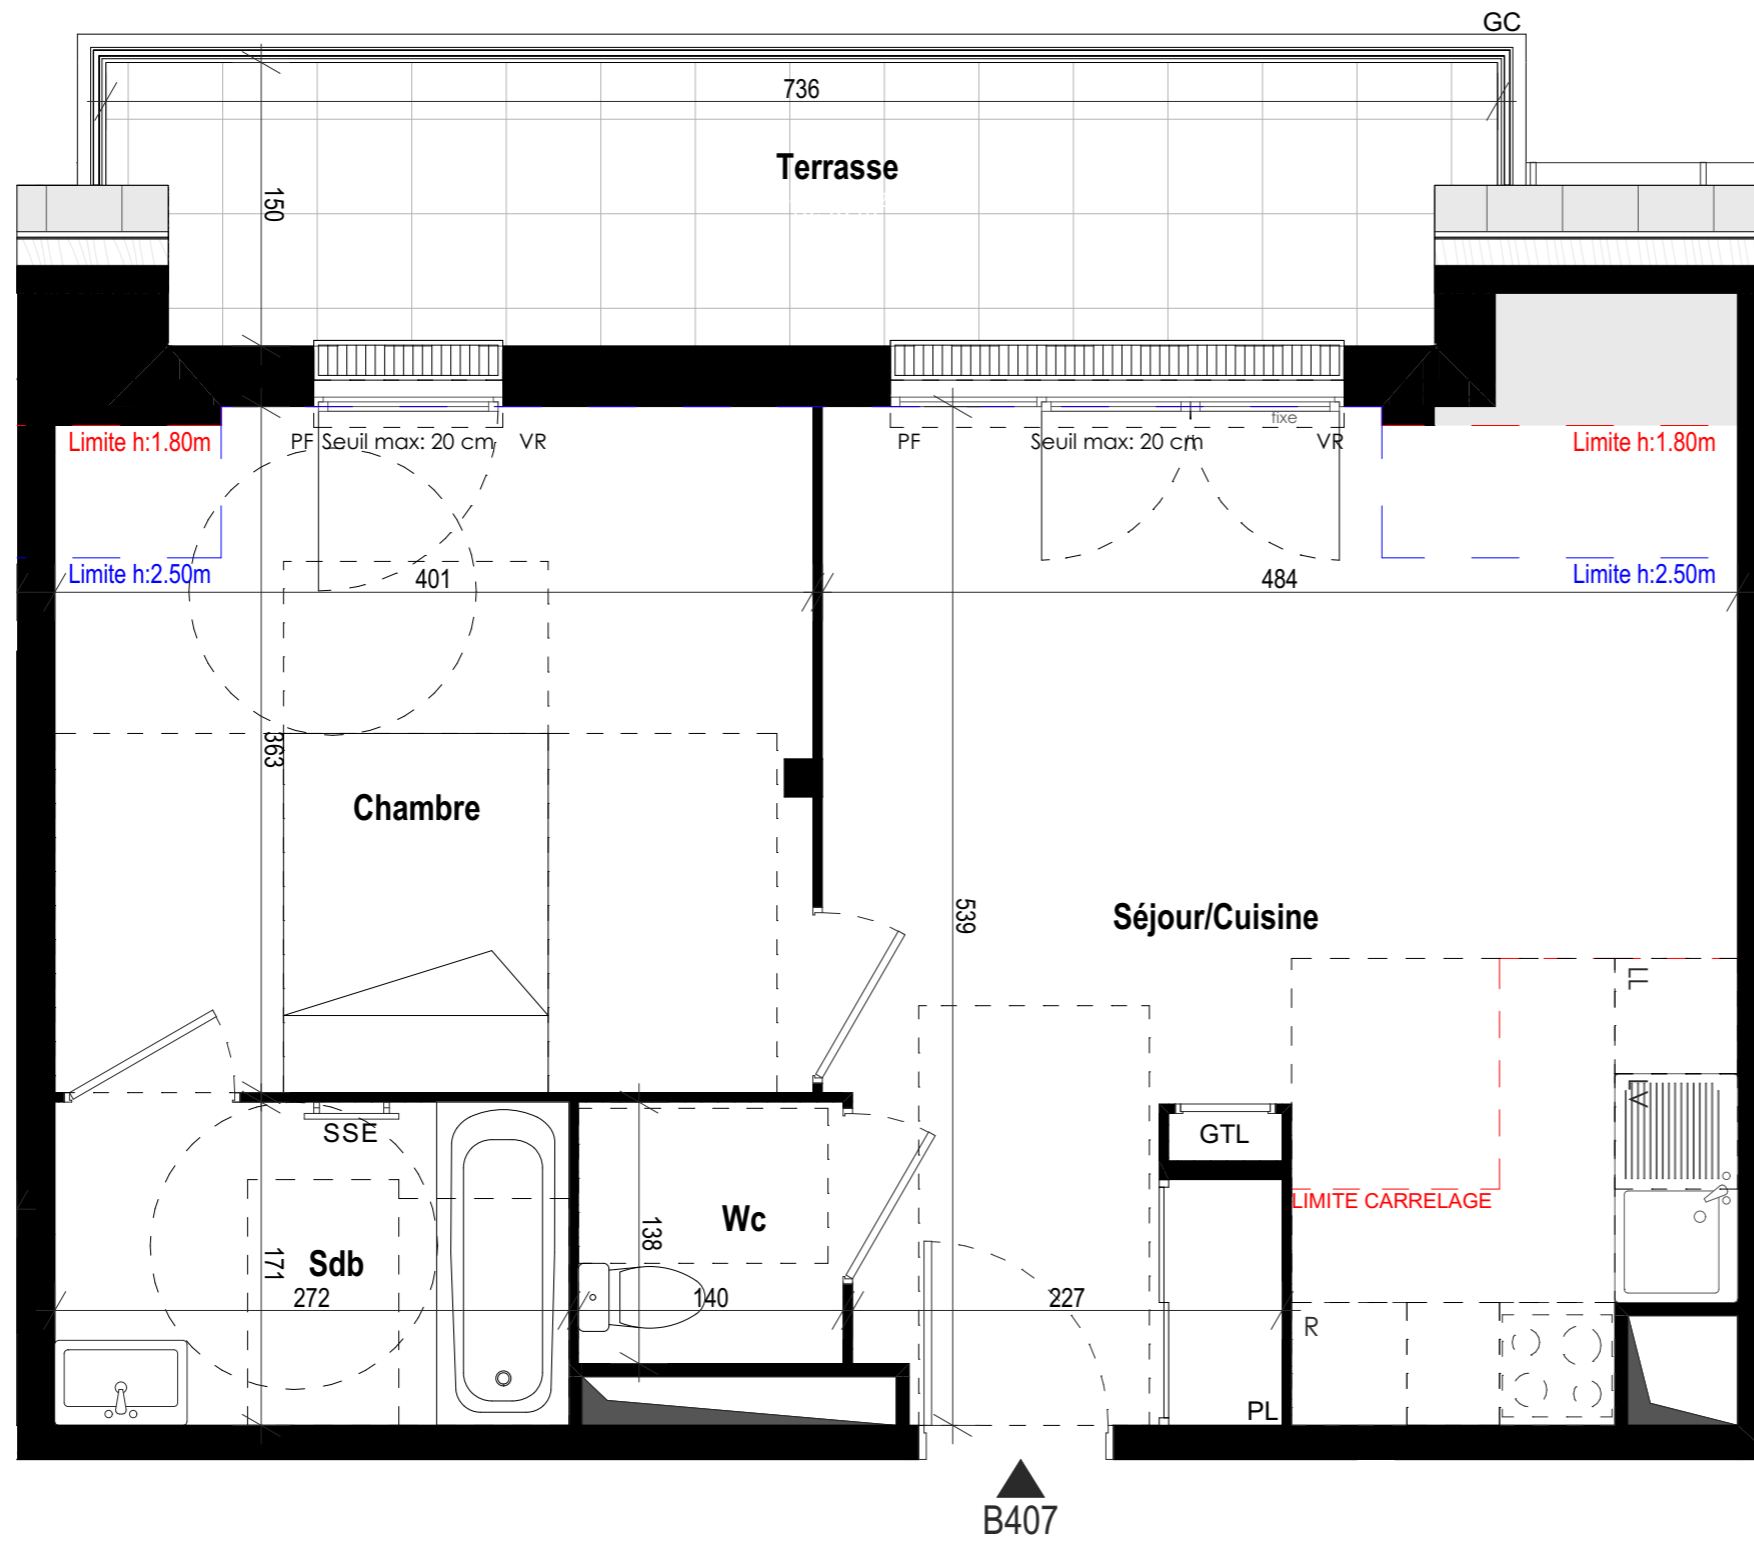 GC
736
Terrasse
150
Limite h:1.80m
PF Seuil max: 20 cm VR
PF Seuil max: 20 cm VR
fixe
Limite h:1.80m
Limite h:2.50m
401
484
Limite h:2.50m
363
Chambre
539
Séjour/Cuisine
LL
LV
SSE
GTL
LIMITE CARRELAGE
Wc
138
Sdb
171
272
140
227
R
PL
B407